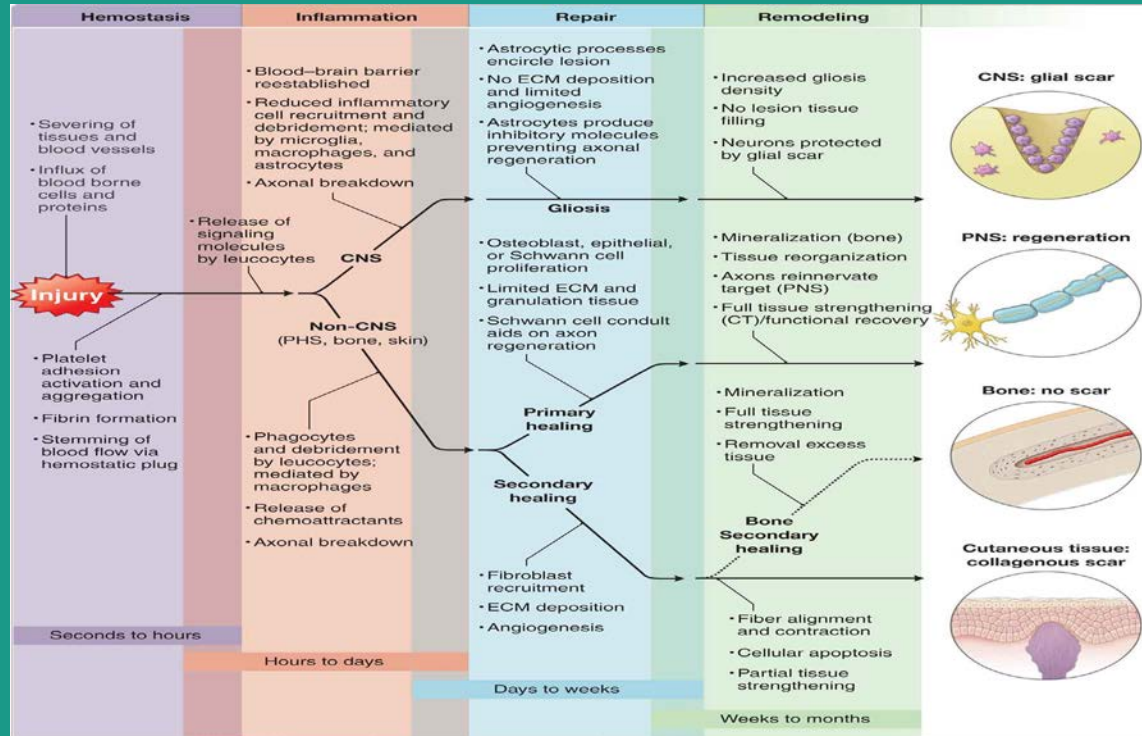 Hemostasis
Inflammation
Repair
Remodeling
• Severing of
tissues and
blood vessels
• Influx of
blood borne
cells and
proteins
Injury
• Platelet
adhesion
activation and
aggregation
• Fibrin formation
• Stemming of
blood flow via
hemostatic plug
Seconds to hours
• Release of
signaling
molecules
by leucocytes
• Blood–brain barrier
reestablished
• Reduced inflammatory
cell recruitment and
debridement; mediated
by microglia,
macrophages, and
astrocytes
• Axonal breakdown
CNS
Non-CNS
(PHS, bone, skin)
• Phagocytes
and debridement
by leucocytes;
mediated by
macrophages
• Release of
chemoattractants
• Axonal breakdown
Hours to days
• Astrocytic processes
encircle lesion
• No ECM deposition
and limited
angiogenesis
• Astrocytes produce
inhibitory molecules
preventing axonal
regeneration
Gliosis
• Osteoblast, epithelial,
or Schwann cell
proliferation
• Limited ECM and
granulation tissue
• Schwann cell conduit
aids on axon
regeneration
Primary
healing
Secondary
healing
• Fibroblast
recruitment
• ECM deposition
• Angiogenesis
Days to weeks
• Increased gliosis
density
• No lesion tissue
filling
• Neurons protected
by glial scar
• Mineralization (bone)
• Tissue reorganization
• Axons reinnervate
target (PNS)
• Full tissue strengthening
(CT)/functional recovery
• Mineralization
• Full tissue
strengthening
• Removal excess
tissue
Bone
Secondary
healing
• Fiber alignment
and contraction
• Cellular apoptosis
• Partial tissue
strengthening
Weeks to months
CNS: glial scar
PNS: regeneration
Bone: no scar
Cutaneous tissue:
collagenous scar